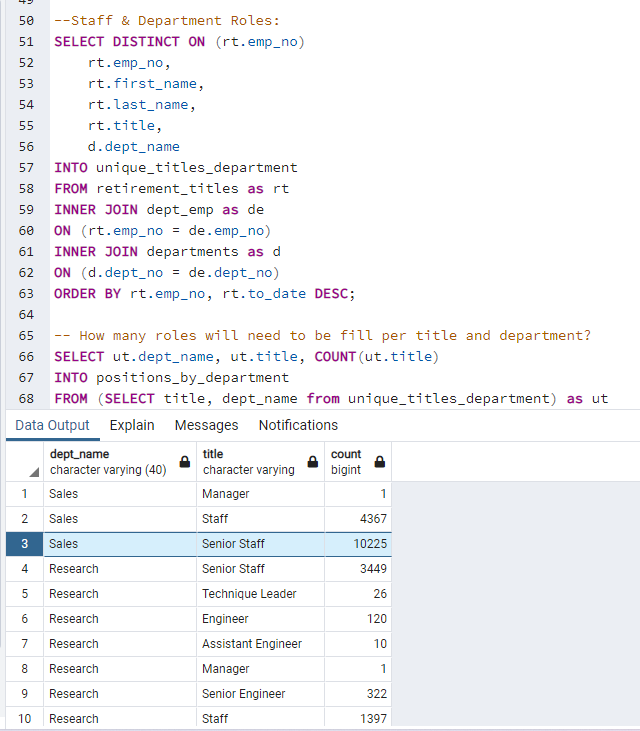 49
50 --Staff & Department Roles:
51 SELECT DISTINCT ON (rt.emp_no)
52 rt.emp_no,
53 rt.first_name,
54 rt.last_name,
55 rt.title,
56 d.dept_name
57 INTO unique_titles_department
58 FROM retirement_titles as rt
59 INNER JOIN dept_emp as de
60 ON (rt.emp_no = de.emp_no)
61 INNER JOIN departments as d
62 ON (d.dept_no = de.dept_no)
63 ORDER BY rt.emp_no, rt.to_date DESC;
64
65 -- How many roles will need to be fill per title and department?
66 SELECT ut.dept_name, ut.title, COUNT(ut.title)
67 INTO positions_by_department
68 FROM (SELECT title, dept_name from unique_titles_department) as ut
Data Output Explain Messages Notifications
dept_name title count
character varying (40) character varying bigint
1 Sales Manager 1
2 Sales Staff 4367
3 Sales Senior Staff 10225
4 Research Senior Staff 3449
5 Research Technique Leader 26
6 Research Engineer 120
7 Research Assistant Engineer 10
8 Research Manager 1
9 Research Senior Engineer 322
10 Research Staff 1397